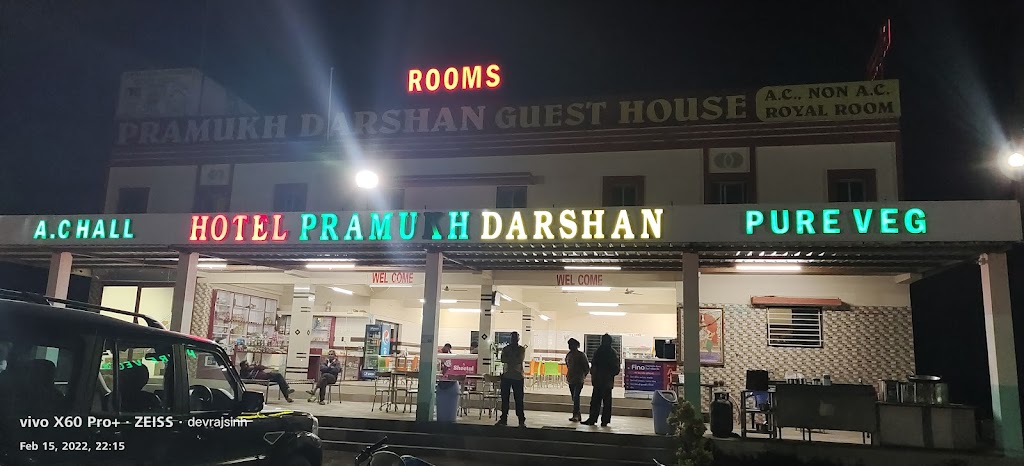 ROOMS
PRAMUKH DARSHAN GUEST HOUSE
A.C., NON A.C.
ROYAL ROOM
A.C HALL
HOTEL PRAMUKH DARSHAN
PURE VEG
WEL COME
WEL COME
Sheetal
Fino
vivo X60 Pro+ · ZEISS · devrajsinh
Feb 15, 2022, 22:15